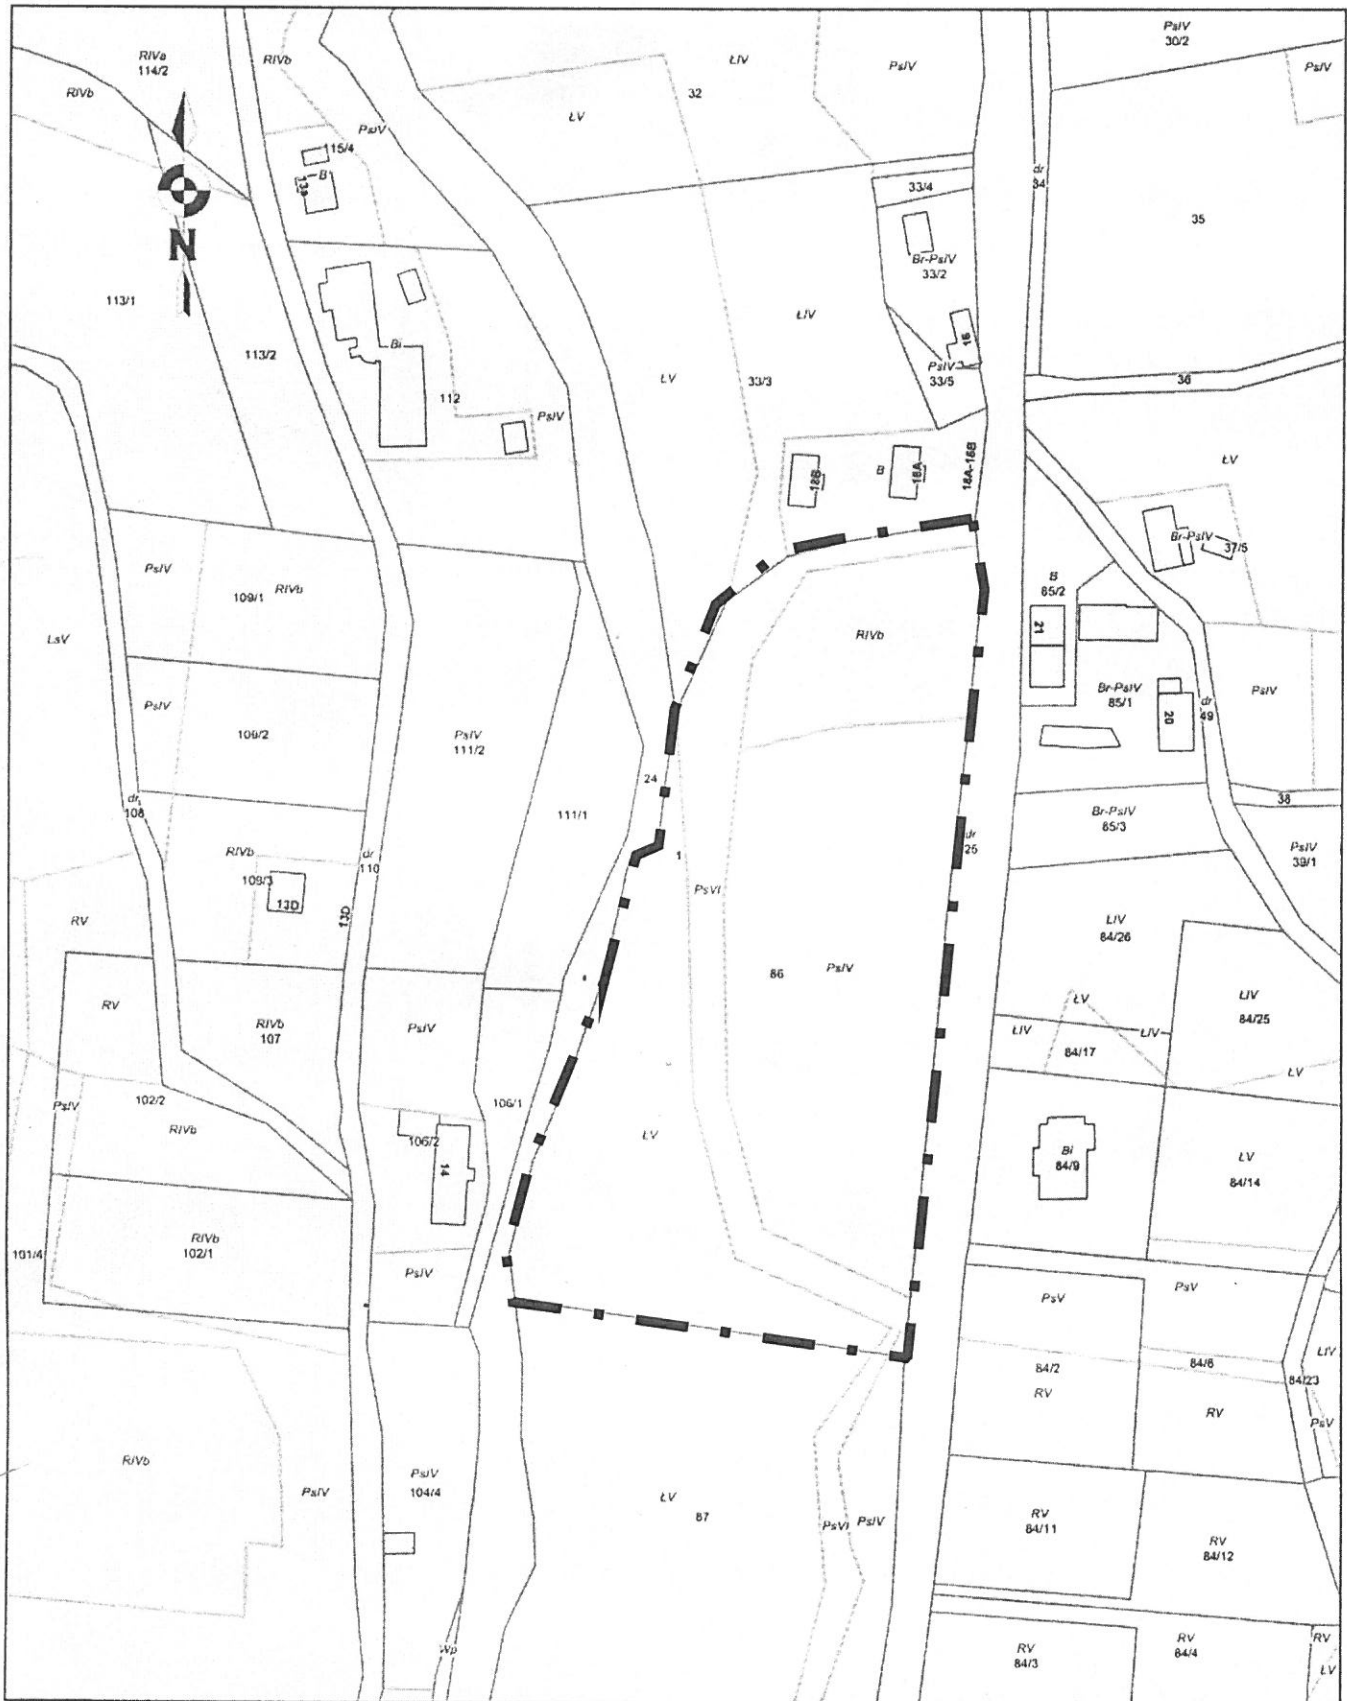 PsIV
30/2
RIVa
114/2
RIVb
ŁIV
PsIV
PsIV
RIVb
32
ŁV
PsIV
115/4
B
13a
dr
34
33/4
35
N
Br-PsIV
33/2
113/1
ŁIV
16
113/2
Bi
PsIV
33/5
36
ŁV
33/3
112
PsIV
B
18B
18A
18A-18B
ŁV
Br-PsIV
37/5
PsIV
109/1
RIVb
B
85/2
21
LsV
RIVb
PsIV
Br-PsIV
85/1
PsIV
dr
49
20
109/2
PsIV
111/2
24
dr
108
111/1
38
Br-PsIV
85/3
dr
25
RIVb
109/3
dr
110
1
PsIV
39/1
PsVI
13D
13D
RV
ŁIV
84/26
86
PsIV
RV
RIVb
107
PsIV
ŁV
ŁIV
ŁIV
ŁIV
84/25
84/17
ŁV
PsIV
102/2
106/1
RIVb
106/2
ŁV
14
Bi
84/9
ŁV
84/14
RIVb
102/1
101/4
PsIV
PsV
PsV
84/2
84/6
84/23
ŁIV
RV
RV
PsV
RIVb
PsIV
PsIV
104/4
ŁV
87
PsVI
PsIV
RV
84/11
RV
84/12
Wp
RV
84/3
RV
84/4
RV
ŁV